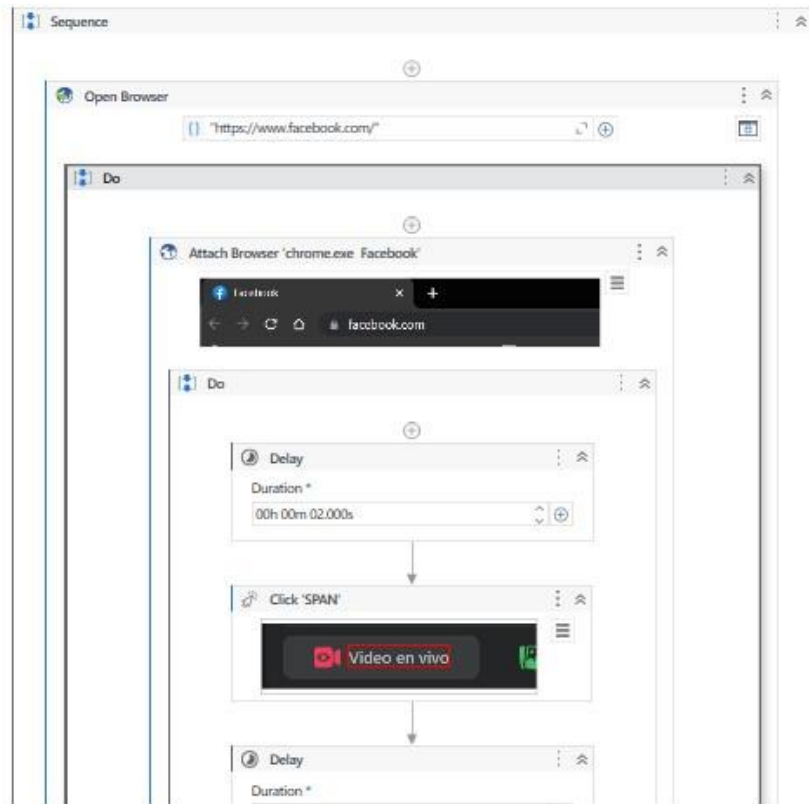 Sequence
Open Browser
"https://www.facebook.com/"
Do
Attach Browser 'chrome.exe Facebook'
Facebook
facebook.com
Do
Delay
Duration *
00h 00m 02.000s
Click 'SPAN'
Video en vivo
Delay
Duration *